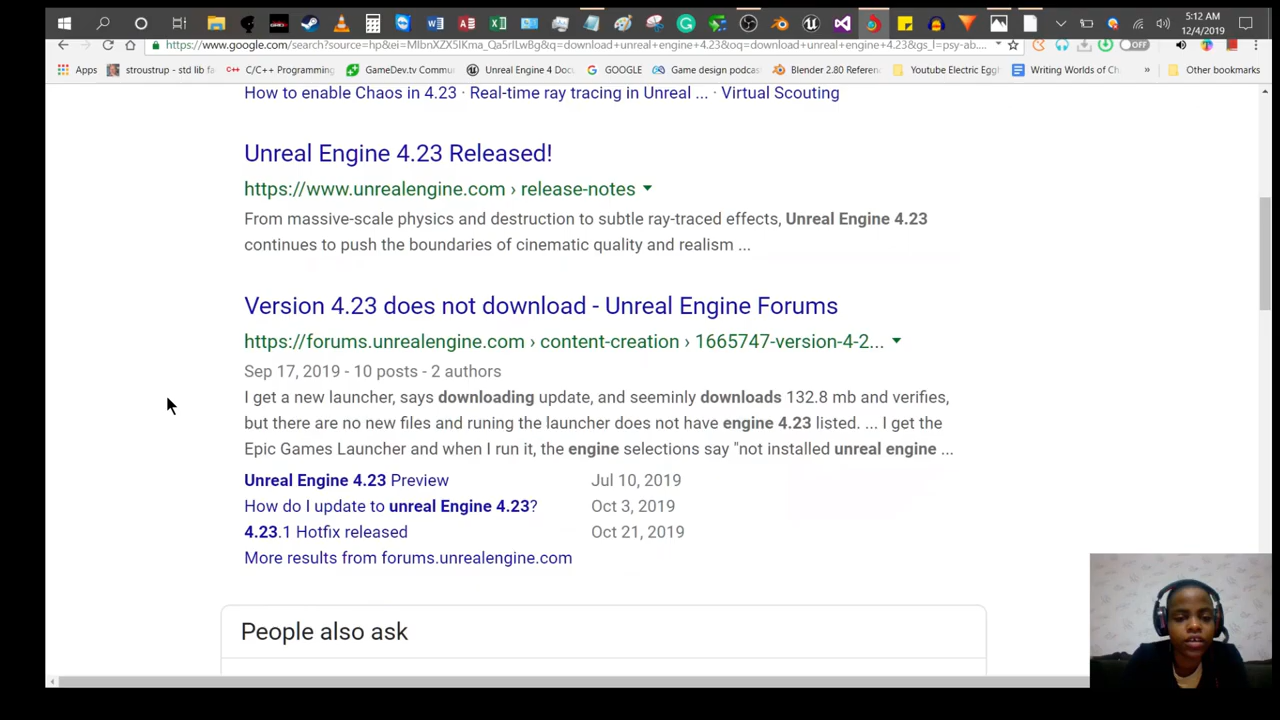 5:12 AM
12/4/2019
https://www.google.com/search?source=hp&ei=MlbnXZX5IKma_Qa5rILwBg&q=download+unreal+engine+4.23&oq=download+unreal+engine+4.23&gs_l=psy-ab....
OFF
Apps stroustrup - std lib fa C/C++ Programming GameDev.tv Commu Unreal Engine 4 Docu GOOGLE Game design podcas Blender 2.80 Referen Youtube Electric Eggh Writing Worlds of Ch » Other bookmarks
How to enable Chaos in 4.23 · Real-time ray tracing in Unreal ... · Virtual Scouting
Unreal Engine 4.23 Released!
https://www.unrealengine.com › release-notes
From massive-scale physics and destruction to subtle ray-traced effects, Unreal Engine 4.23
continues to push the boundaries of cinematic quality and realism ...
Version 4.23 does not download - Unreal Engine Forums
https://forums.unrealengine.com › content-creation › 1665747-version-4-2...
Sep 17, 2019 - 10 posts - 2 authors
I get a new launcher, says downloading update, and seeminly downloads 132.8 mb and verifies,
but there are no new files and runing the launcher does not have engine 4.23 listed. ... I get the
Epic Games Launcher and when I run it, the engine selections say "not installed unreal engine ...
Unreal Engine 4.23 Preview Jul 10, 2019
How do I update to unreal Engine 4.23? Oct 3, 2019
4.23.1 Hotfix released Oct 21, 2019
More results from forums.unrealengine.com
People also ask